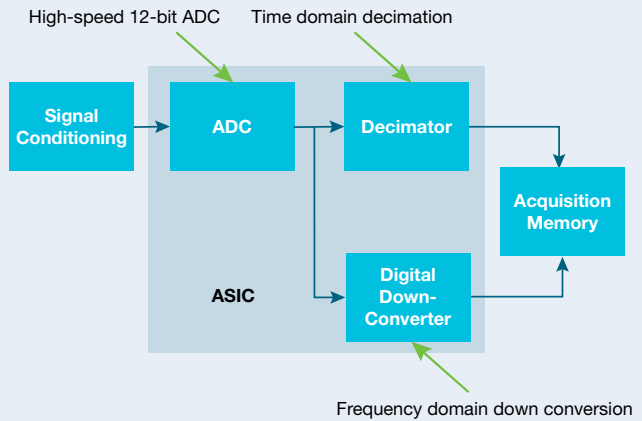 High-speed 12-bit ADC
Time domain decimation
Signal
Conditioning
ADC
Decimator
Acquisition
Memory
Digital
Down-
Converter
ASIC
Frequency domain down conversion